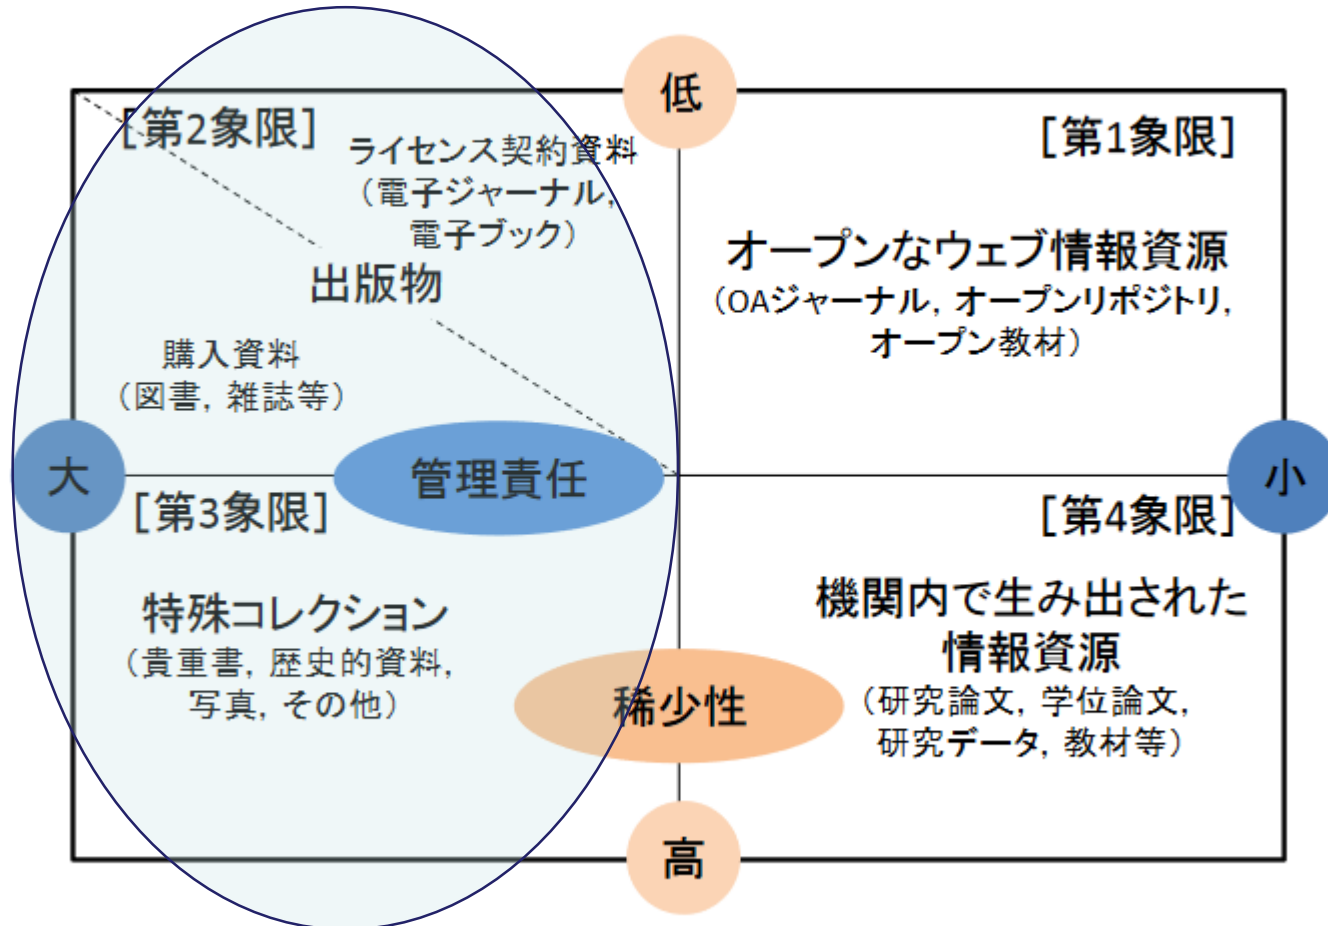 低
[第2象限]
ライセンス契約資料
（電子ジャーナル,
電子ブック）
出版物
購入資料
（図書, 雑誌等）
[第1象限]
オープンなウェブ情報資源
（OAジャーナル, オープンリポジトリ,
オープン教材）
大
管理責任
小
[第3象限]
特殊コレクション
（貴重書, 歴史的資料,
写真, その他）
稀少性
[第4象限]
機関内で生み出された
情報資源
（研究論文, 学位論文,
研究データ, 教材等）
高